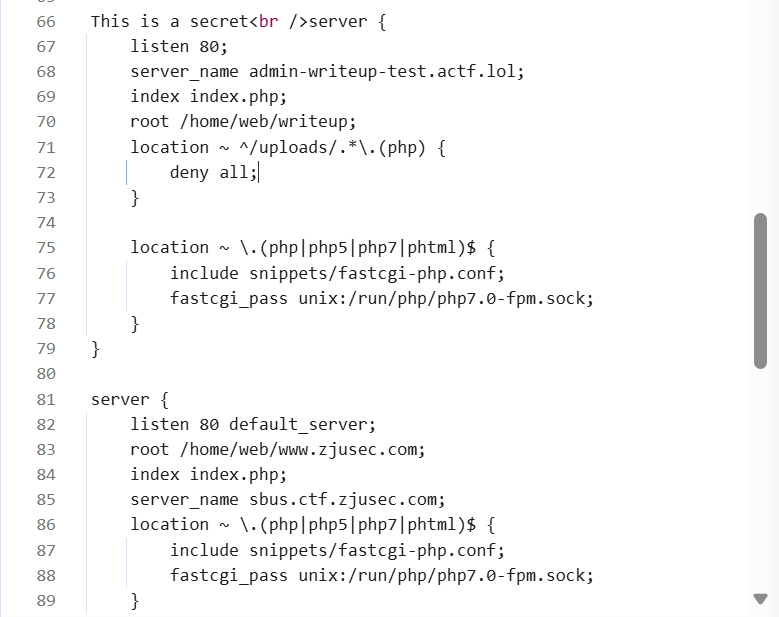 66 This is a secret<br />server {
67     listen 80;
68     server_name admin-writeup-test.actf.lol;
69     index index.php;
70     root /home/web/writeup;
71     location ~ ^/uploads/.*\.(php) {
72         deny all;
73     }
74
75     location ~ \.(php|php5|php7|phtml)$ {
76         include snippets/fastcgi-php.conf;
77         fastcgi_pass unix:/run/php/php7.0-fpm.sock;
78     }
79 }
80
81 server {
82     listen 80 default_server;
83     root /home/web/www.zjusec.com;
84     index index.php;
85     server_name sbus.ctf.zjusec.com;
86     location ~ \.(php|php5|php7|phtml)$ {
87         include snippets/fastcgi-php.conf;
88         fastcgi_pass unix:/run/php/php7.0-fpm.sock;
89     }